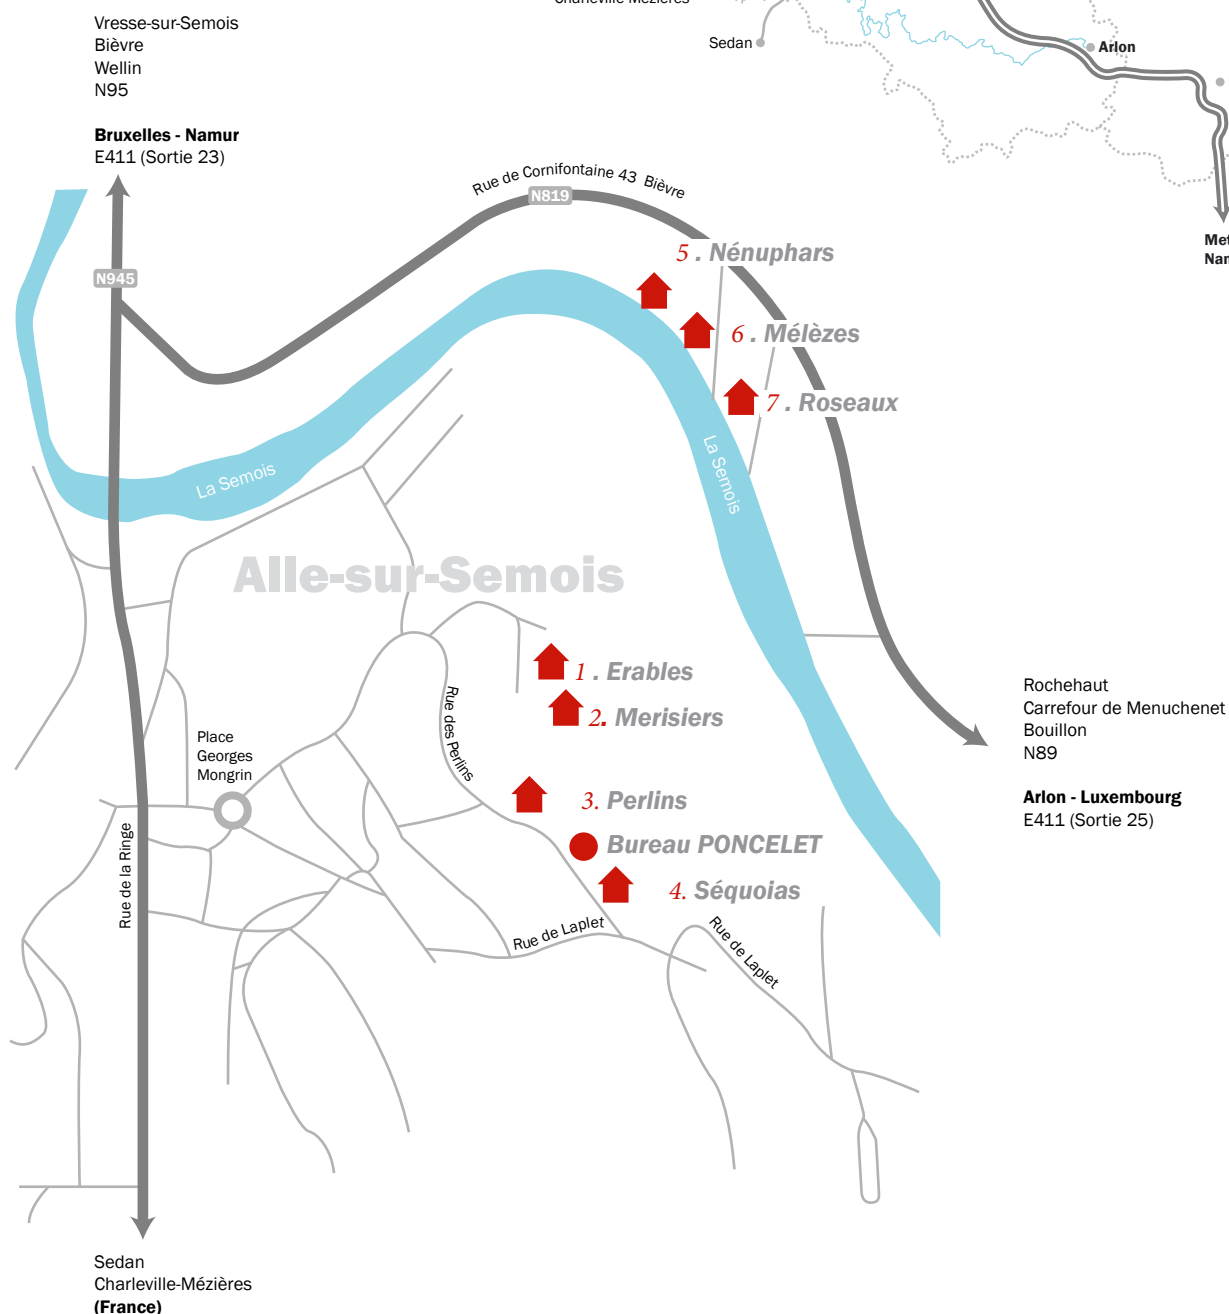 Vresse-sur-Semois
Bièvre
Wellin
N95
Bruxelles - Namur
E411 (Sortie 23)
Sedan
Arlon
Rue de Cornifontaine 43 Bièvre
N819
N945
5 . Nénuphars
6 . Mélèzes
7 . Roseaux
La Semois
La Semois
Alle-sur-Semois
1 . Erables
2. Merisiers
Rue des Perlins
Place
Georges
Mongrin
3. Perlins
Bureau PONCELET
4. Séquoias
Rue de la Ringe
Rue de Laplet
Rue de Laplet
Rochehaut
Carrefour de Menuchenet
Bouillon
N89
Arlon - Luxembourg
E411 (Sortie 25)
Sedan
Charleville-Mézières
(France)